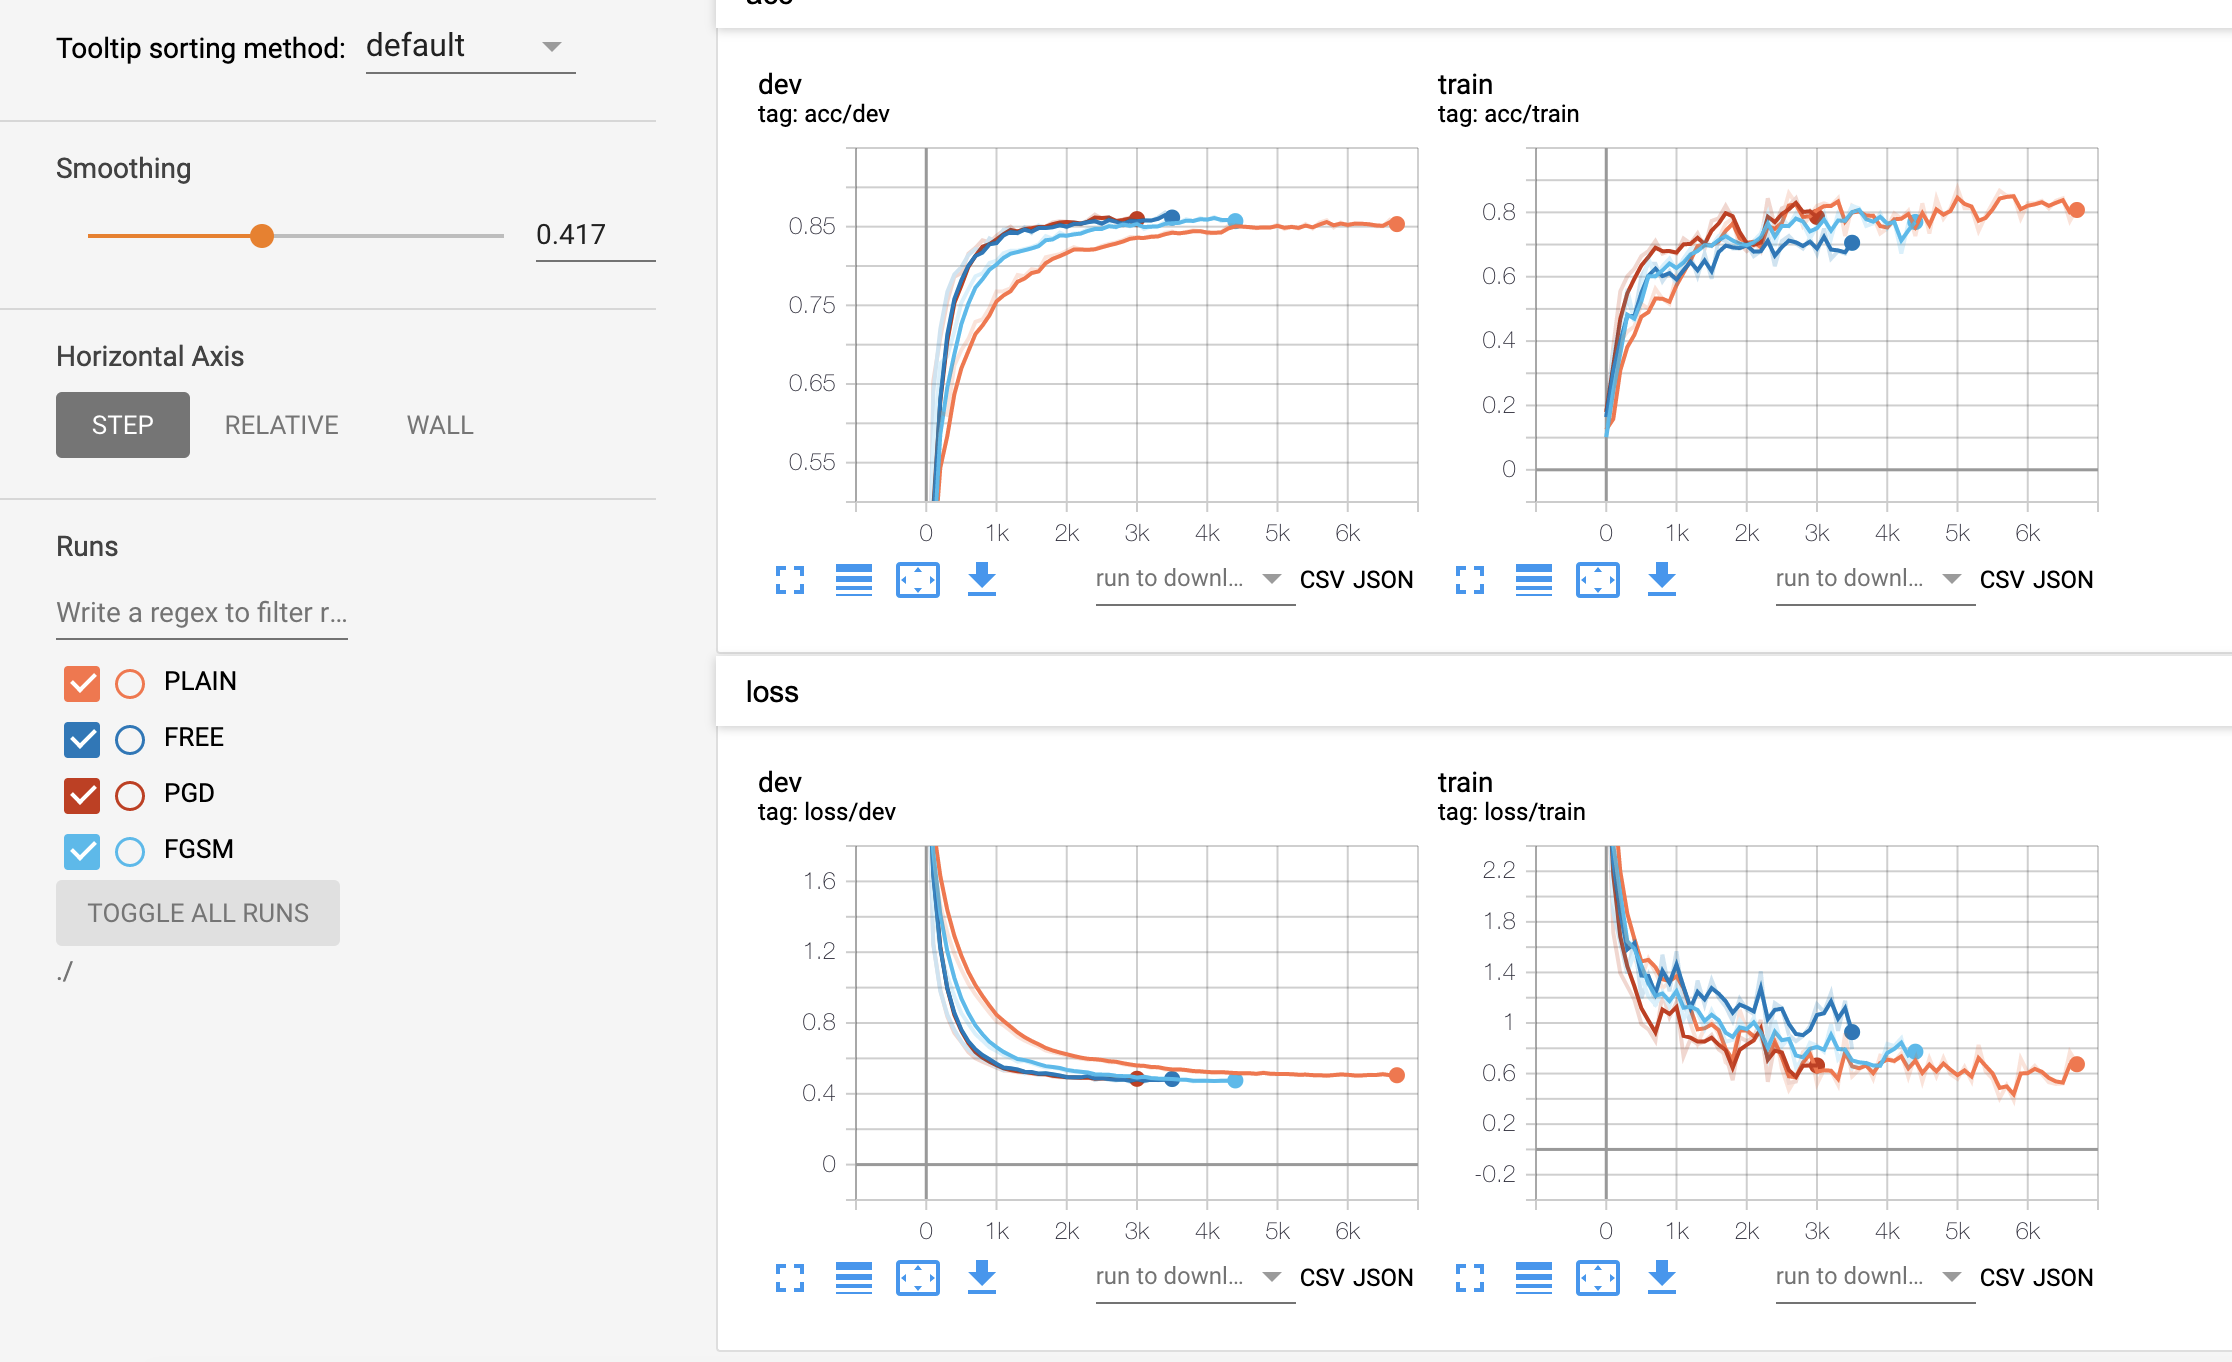 Tooltip sorting method: default
Smoothing
0.417
Horizontal Axis
STEP RELATIVE WALL
Runs
Write a regex to filter r...
PLAIN
FREE
PGD
FGSM
TOGGLE ALL RUNS
./
dev
tag: acc/dev
0.85
0.75
0.65
0.55
0 1k 2k 3k 4k 5k 6k
run to downl... CSV JSON
train
tag: acc/train
0.8
0.6
0.4
0.2
0
0 1k 2k 3k 4k 5k 6k
run to downl... CSV JSON
loss
dev
tag: loss/dev
1.6
1.2
0.8
0.4
0
0 1k 2k 3k 4k 5k 6k
run to downl... CSV JSON
train
tag: loss/train
2.2
1.8
1.4
1
0.6
0.2
-0.2
0 1k 2k 3k 4k 5k 6k
run to downl... CSV JSON